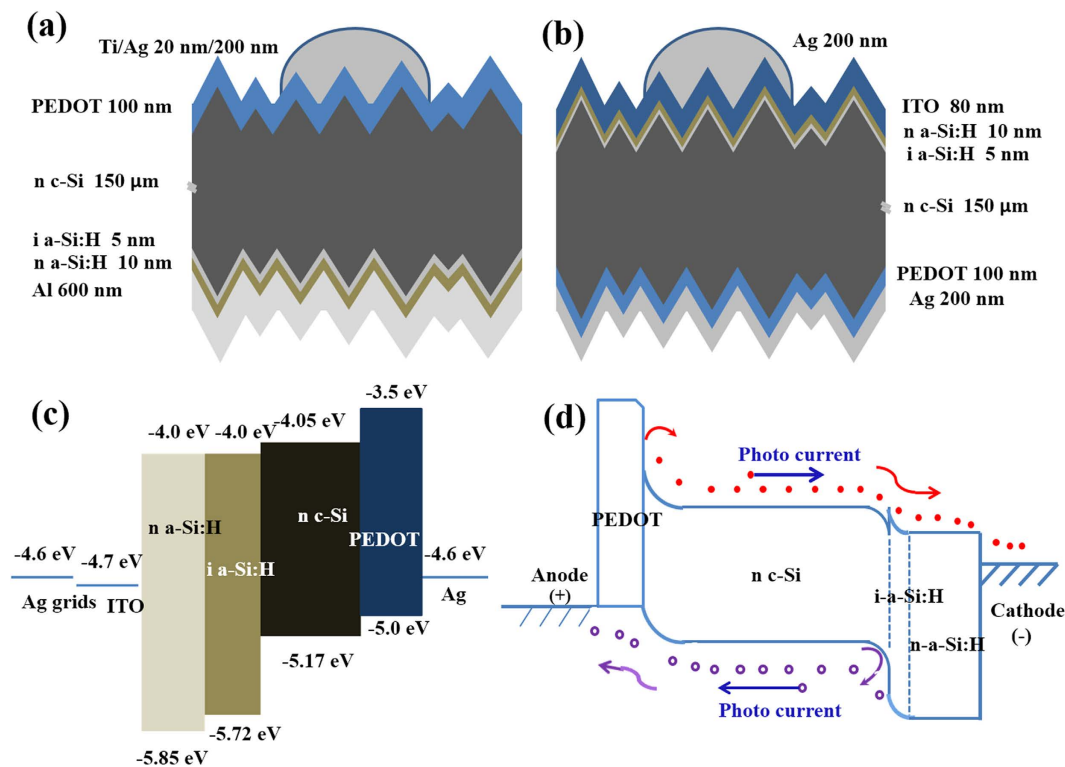 (a)
Ti/Ag 20 nm/200 nm
PEDOT 100 nm
n c-Si 150 μm
i a-Si:H 5 nm
n a-Si:H 10 nm
Al 600 nm
(b)
Ag 200 nm
ITO 80 nm
n a-Si:H 10 nm
i a-Si:H 5 nm
n c-Si 150 μm
PEDOT 100 nm
Ag 200 nm
(c)
-3.5 eV
-4.0 eV
-4.0 eV
-4.05 eV
n a-Si:H
n c-Si
PEDOT
i a-Si:H
-4.6 eV
-4.7 eV
-4.6 eV
Ag grids
ITO
Ag
-5.0 eV
-5.17 eV
-5.72 eV
-5.85 eV
(d)
Photo current
PEDOT
n c-Si
Anode
(+)
i-a-Si:H
Cathode
(-)
n-a-Si:H
Photo current